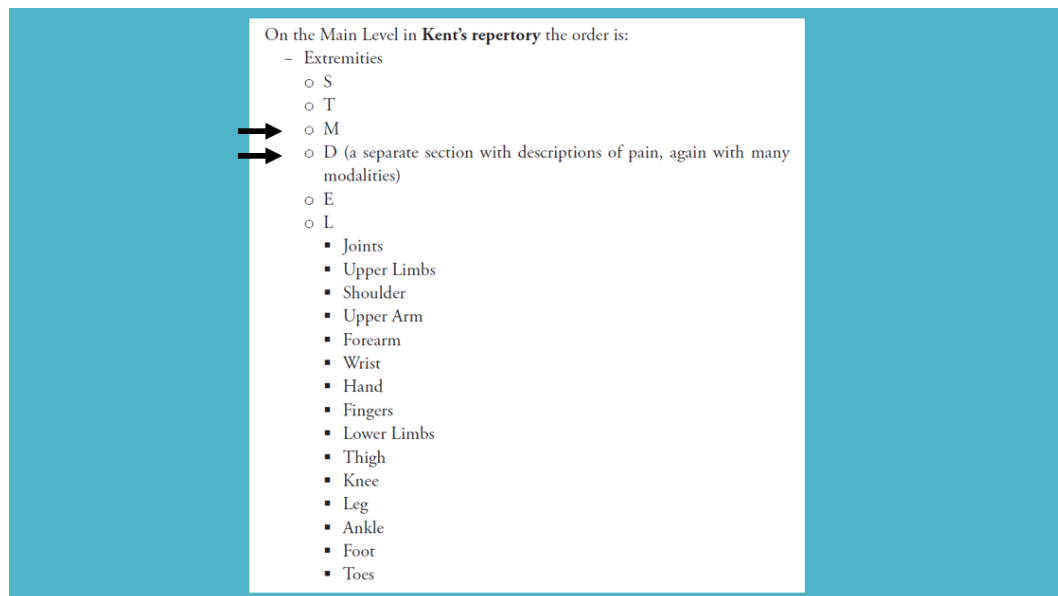 On the Main Level in Kent's repertory the order is:
– Extremities
○ S
○ T
○ M
○ D (a separate section with descriptions of pain, again with many
modalities)
○ E
○ L
▪ Joints
▪ Upper Limbs
▪ Shoulder
▪ Upper Arm
▪ Forearm
▪ Wrist
▪ Hand
▪ Fingers
▪ Lower Limbs
▪ Thigh
▪ Knee
▪ Leg
▪ Ankle
▪ Foot
▪ Toes